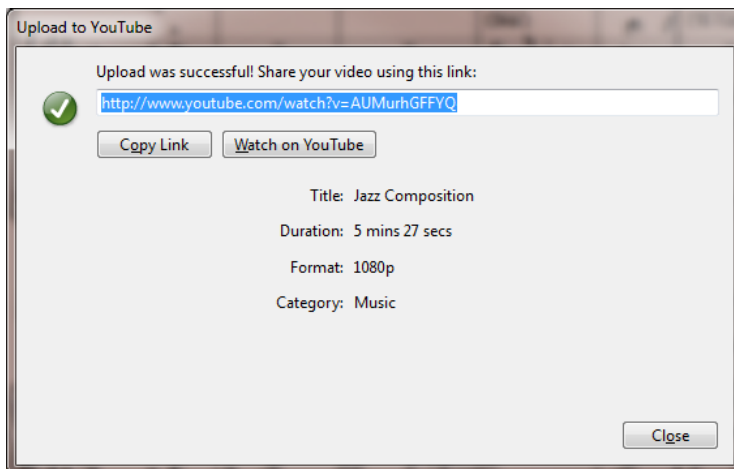 Upload to YouTube
Upload was successful! Share your video using this link:
http://www.youtube.com/watch?v=AUMurhGFFYQ
Copy Link Watch on YouTube
Title: Jazz Composition
Duration: 5 mins 27 secs
Format: 1080p
Category: Music
Close